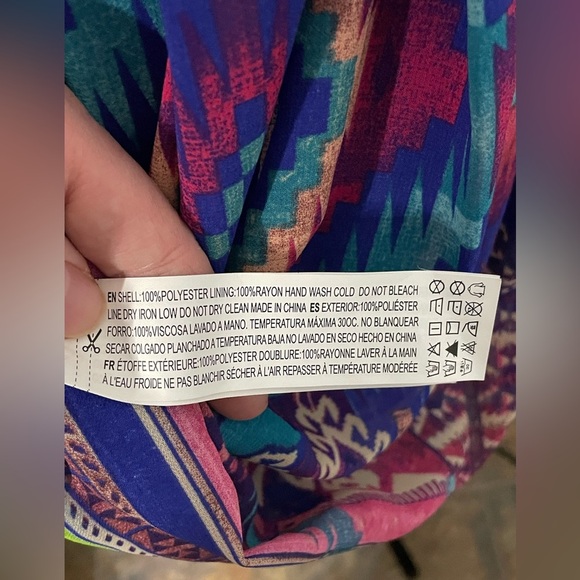 EN SHELL:100%POLYESTER LINING:100%RAYON HAND WASH COLD DO NOT BLEACH
LINE DRY IRON LOW DO NOT DRY CLEAN MADE IN CHINA ES EXTERIOR:100%POLIÉSTER
FORRO:100%VISCOSA LAVADO A MANO. TEMPERATURA MÁXIMA 30OC. NO BLANQUEAR
SECAR COLGADO PLANCHADO A TEMPERATURA BAJA NO LAVADO EN SECO HECHO EN CHINA
FR ÉTOFFE EXTÉRIEURE:100%POLYESTER DOUBLURE:100%RAYONNE LAVER À LA MAIN
À L'EAU FROIDE NE PAS BLANCHIR SÉCHER À L'AIR REPASSER À TEMPÉRATURE MODÉRÉE